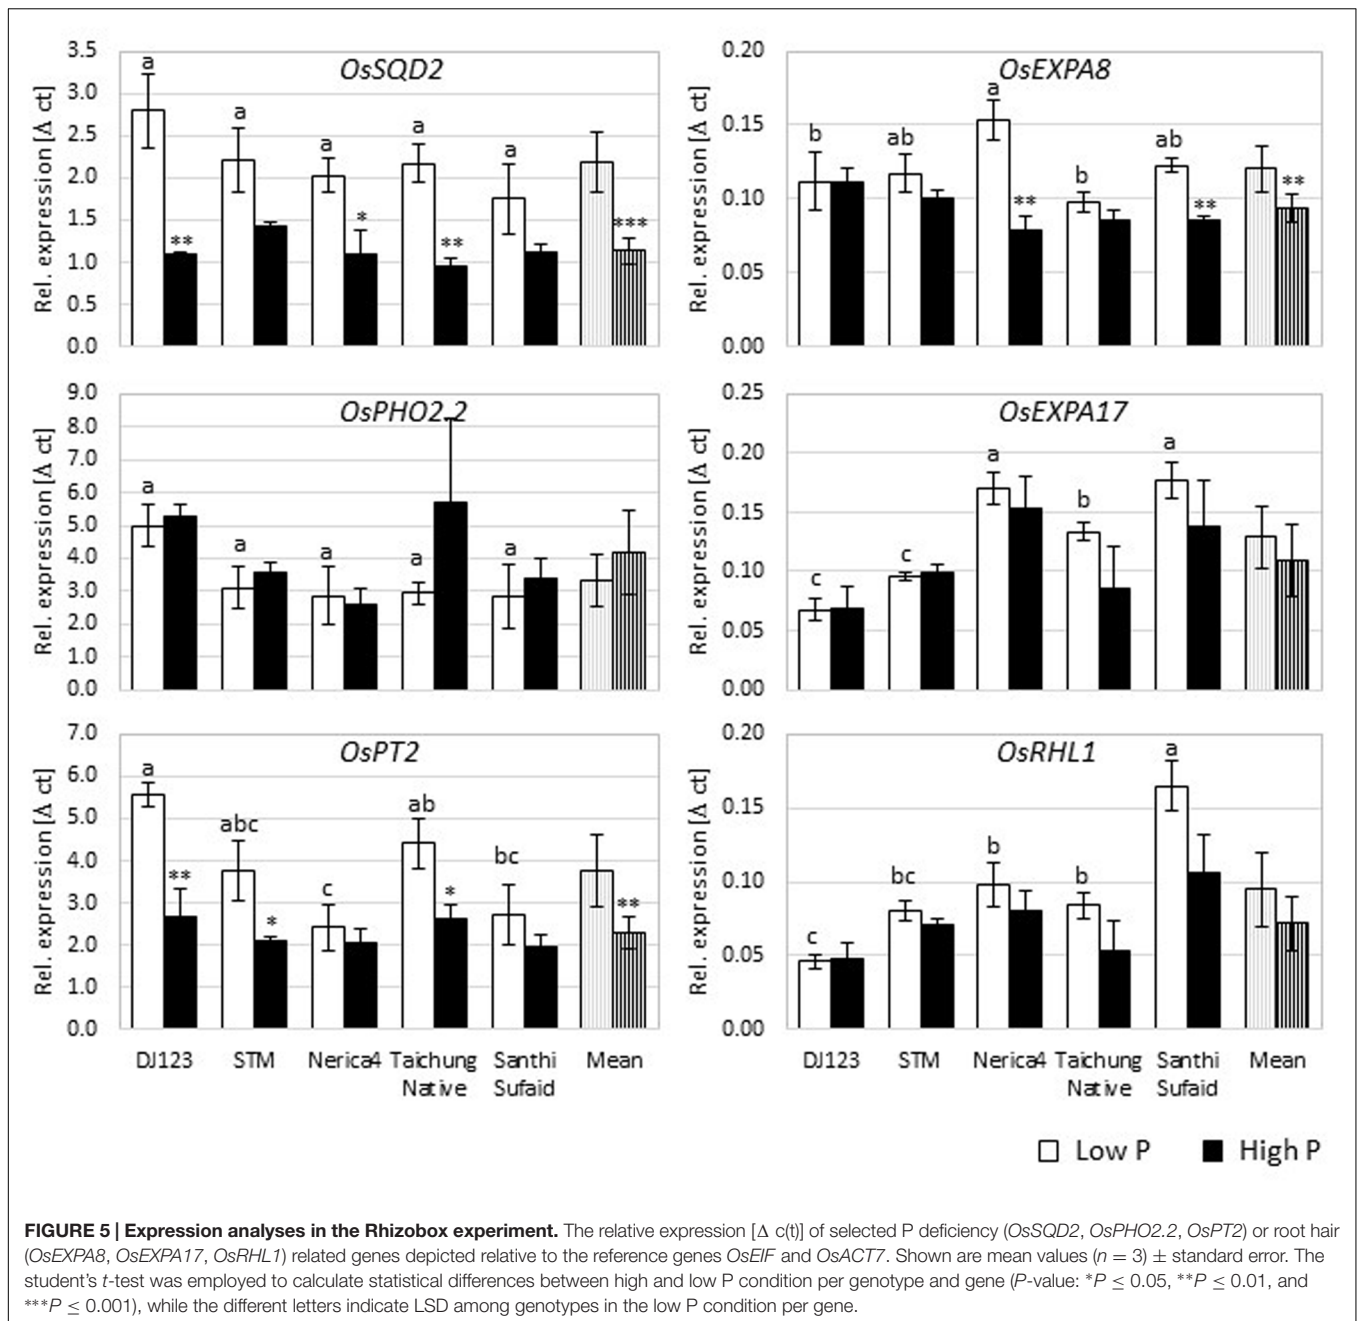 OsSQD2
Rel. expression [Δ ct]
3.5
3.0
2.5
2.0
1.5
1.0
0.5
0.0
a
a
a
a
a
**
*
**
***
OsEXPA8
Rel. expression [Δ ct]
0.20
0.15
0.10
0.05
0.00
b
ab
a
b
ab
**
**
**
OsPHO2.2
Rel. expression [Δ ct]
9.0
8.0
7.0
6.0
5.0
4.0
3.0
2.0
1.0
0.0
a
a
a
a
a
OsEXPA17
Rel. expression [Δ ct]
0.25
0.20
0.15
0.10
0.05
0.00
c
c
a
b
a
OsPT2
Rel. expression [Δ ct]
7.0
6.0
5.0
4.0
3.0
2.0
1.0
0.0
a
abc
c
ab
bc
**
*
*
**
DJ123 STM Nerica4 Taichung Santhi Mean
Native Sufaid
OsRHL1
Rel. expression [Δ ct]
0.20
0.15
0.10
0.05
0.00
c
bc
b
b
a
DJ123 STM Nerica4 Taichung Santhi Mean
Native Sufaid
Low P High P
FIGURE 5 | Expression analyses in the Rhizobox experiment. The relative expression [Δ c(t)] of selected P deficiency (OsSQD2, OsPHO2.2, OsPT2) or root hair
(OsEXPA8, OsEXPA17, OsRHL1) related genes depicted relative to the reference genes OsEIF and OsACT7. Shown are mean values (n = 3) ± standard error. The
student's t-test was employed to calculate statistical differences between high and low P condition per genotype and gene (P-value: *P ≤ 0.05, **P ≤ 0.01, and
***P ≤ 0.001), while the different letters indicate LSD among genotypes in the low P condition per gene.